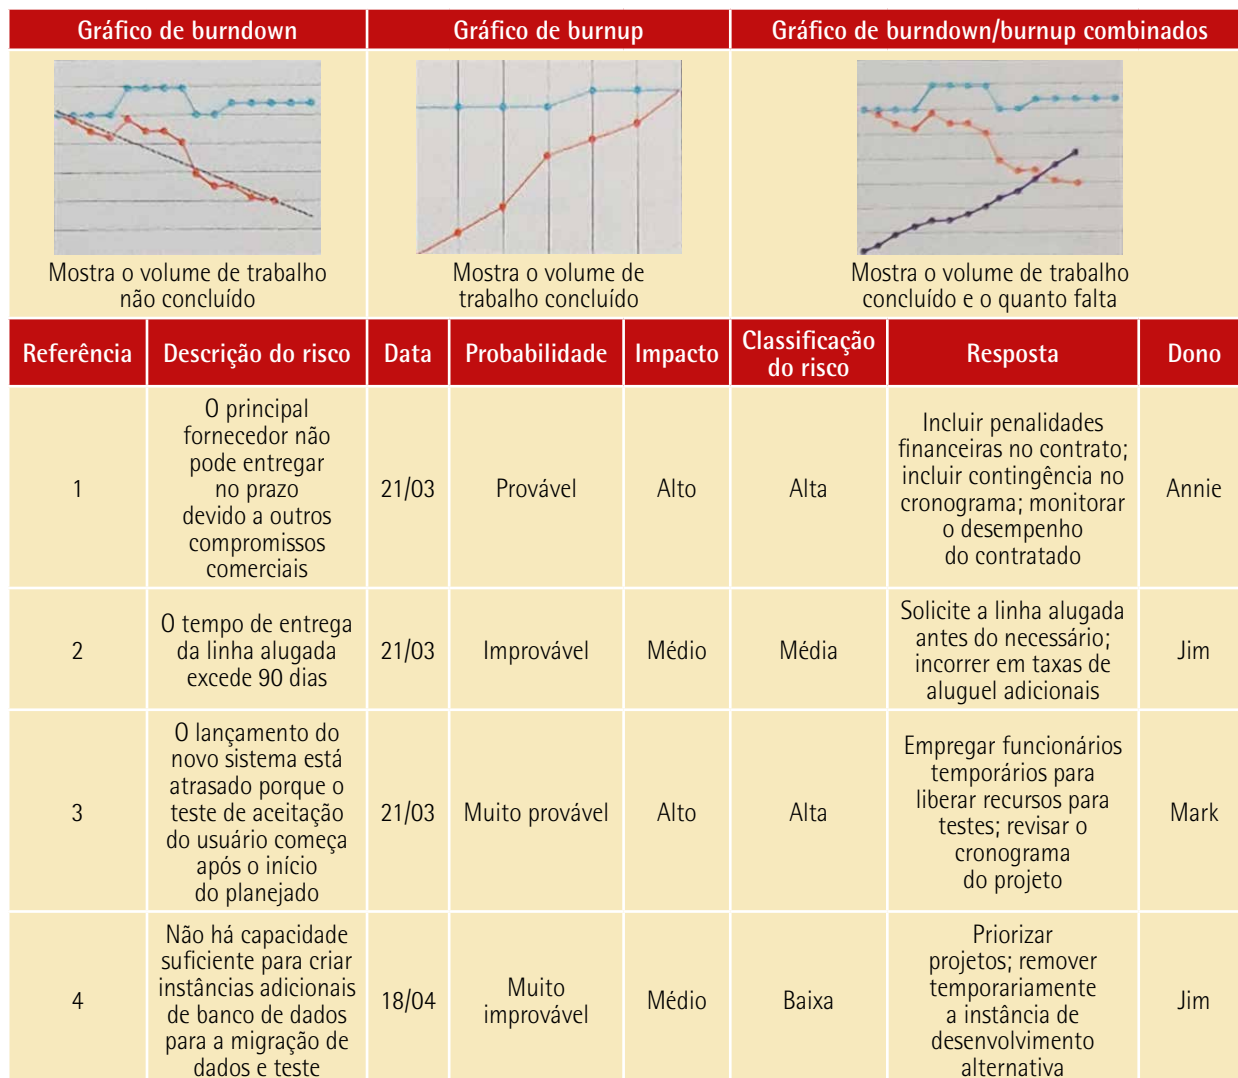 Gráfico de burndown
Gráfico de burnup
Gráfico de burndown/burnup combinados
Mostra o volume de trabalho
não concluído
Mostra o volume de
trabalho concluído
Mostra o volume de trabalho
concluído e o quanto falta
Referência
Descrição do risco
Data
Probabilidade
Impacto
Classificação
do risco
Resposta
Dono
1
O principal
fornecedor não
pode entregar
no prazo
devido a outros
compromissos
comerciais
21/03
Provável
Alto
Alta
Incluir penalidades
financeiras no contrato;
incluir contingência no
cronograma; monitorar
o desempenho
do contratado
Annie
2
O tempo de entrega
da linha alugada
excede 90 dias
21/03
Improvável
Médio
Média
Solicite a linha alugada
antes do necessário;
incorrer em taxas de
aluguel adicionais
Jim
3
O lançamento do
novo sistema está
atrasado porque o
teste de aceitação
do usuário começa
após o início
do planejado
21/03
Muito provável
Alto
Alta
Empregar funcionários
temporários para
liberar recursos para
testes; revisar o
cronograma
do projeto
Mark
4
Não há capacidade
suficiente para criar
instâncias adicionais
de banco de dados
para a migração de
dados e teste
18/04
Muito
improvável
Médio
Baixa
Priorizar
projetos; remover
temporariamente
a instância de
desenvolvimento
alternativa
Jim